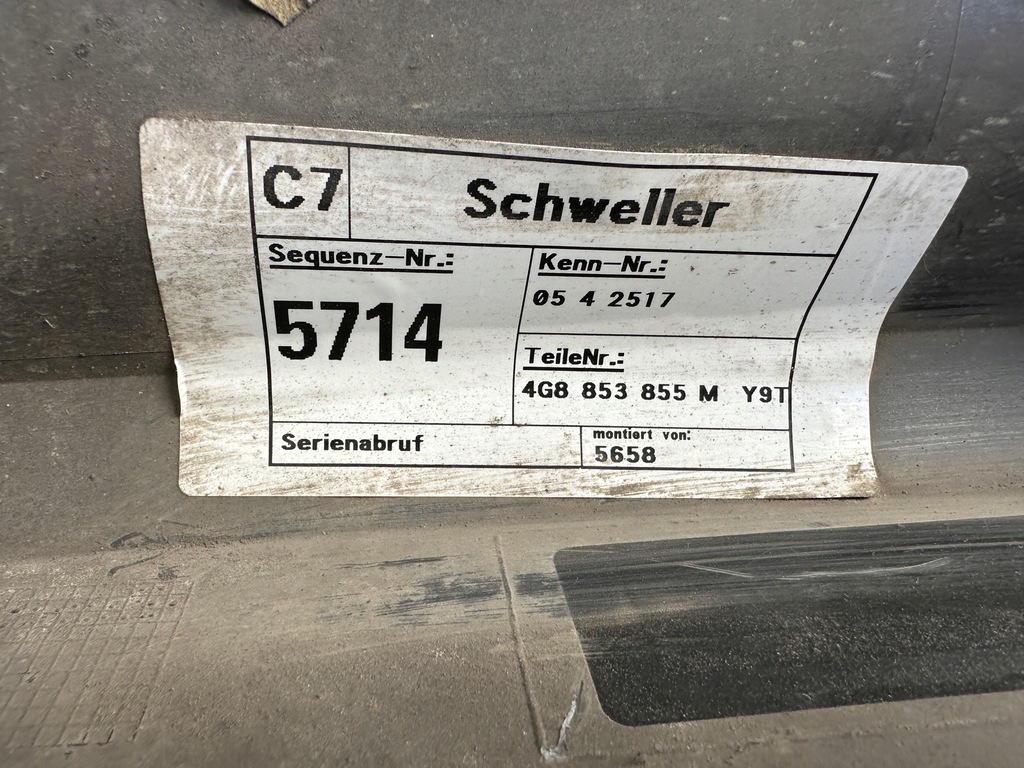 C7 Schweller
Sequenz-Nr.:
5714
Kenn-Nr.:
05 4 2517
TeileNr.:
4G8 853 855 M Y9T
Serienabruf
montiert von:
5658